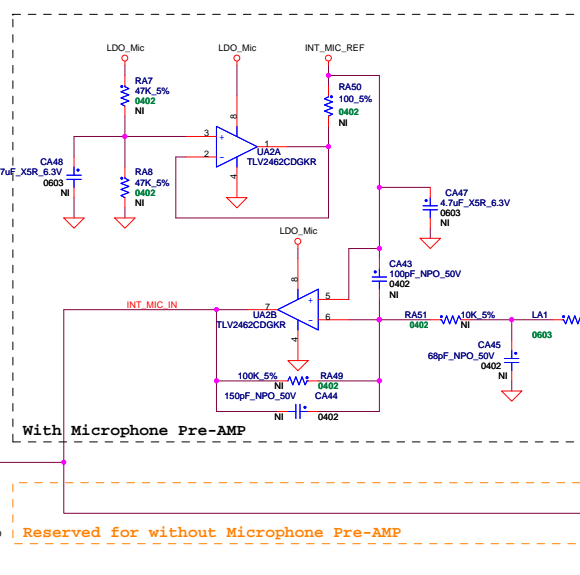 LDO_Mic
LDO_Mic
INT_MIC_REF
RA7
47K_5%
0402
NI
RA50
100_5%
0402
NI
8
3
+
1
2
−
UA2A
TLV2462CDGKR
4
CA48
7uF_X5R_6.3V
0603
NI
RA8
47K_5%
0402
NI
CA47
4.7uF_X5R_6.3V
0603
NI
LDO_Mic
CA43
100pF_NPO_50V
0402
NI
8
5
+
7
6
−
UA2B
TLV2462CDGKR
4
INT_MIC_IN
RA51
0402
10K_5%
NI
LA1
0603
CA45
68pF_NPO_50V
0402
NI
100K_5%
NI
RA49
0402
150pF_NPO_50V
CA44
NI
0402
With Microphone Pre-AMP
Reserved for without Microphone Pre-AMP